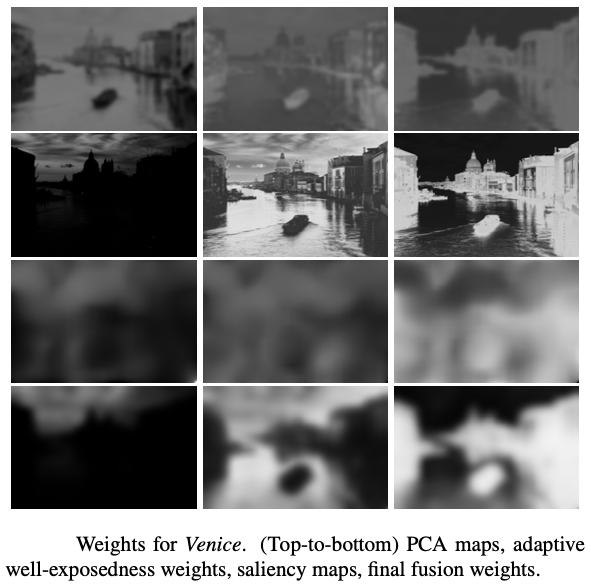 Weights for Venice. (Top-to-bottom) PCA maps, adaptive
well-exposedness weights, saliency maps, final fusion weights.